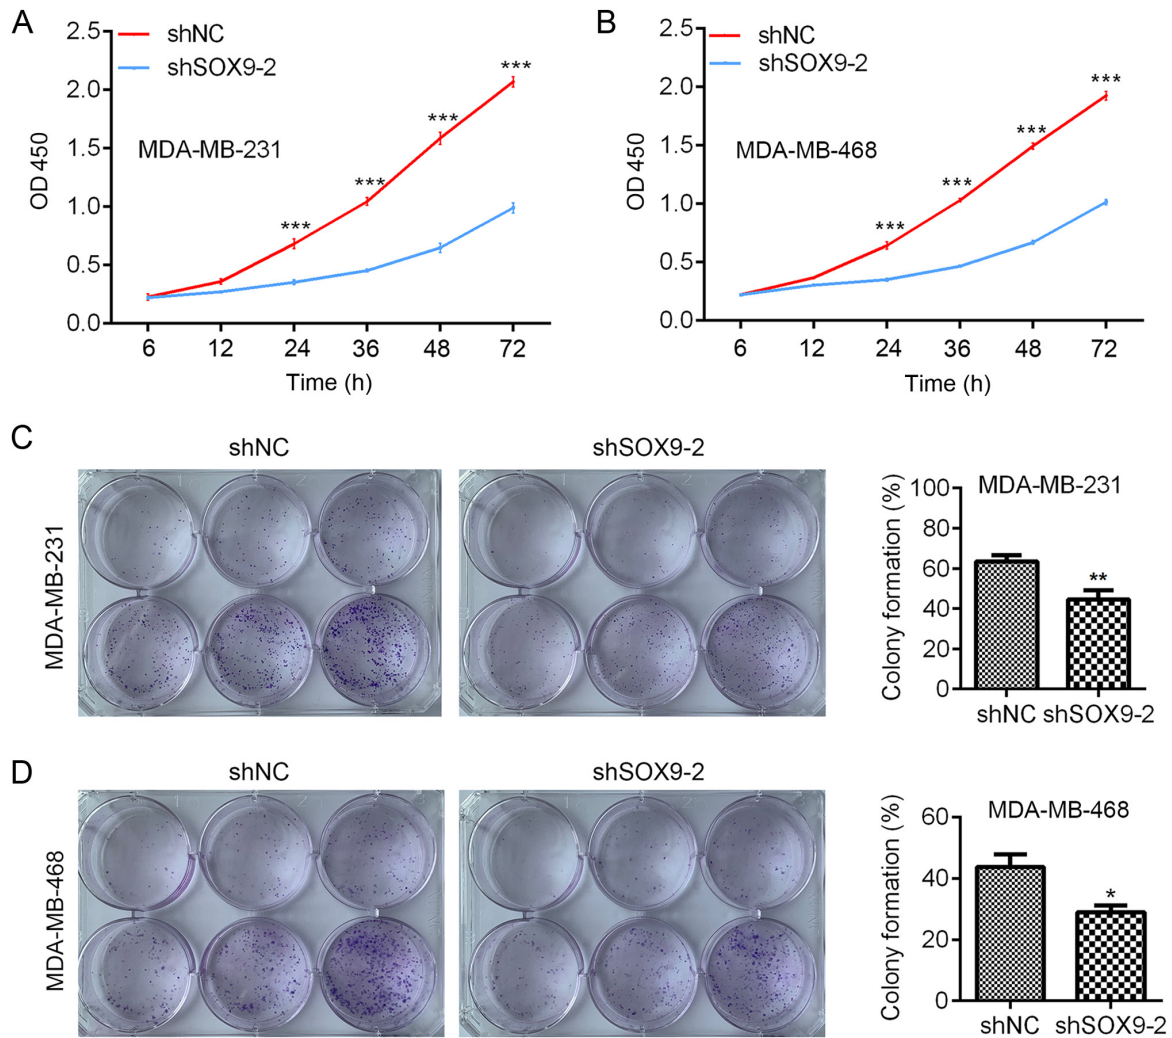 A
shNC
shSOX9-2
MDA-MB-231
OD 450
2.5
2.0
1.5
1.0
0.5
0.0
***
***
***
***
6 12 24 36 48 72
Time (h)
B
shNC
shSOX9-2
MDA-MB-468
OD 450
2.5
2.0
1.5
1.0
0.5
0.0
***
***
***
***
6 12 24 36 48 72
Time (h)
C
shNC
shSOX9-2
MDA-MB-231
MDA-MB-231
Colony formation (%)
100
80
60
40
20
0
**
shNC shSOX9-2
D
shNC
shSOX9-2
MDA-MB-468
MDA-MB-468
Colony formation (%)
60
40
20
0
*
shNC shSOX9-2